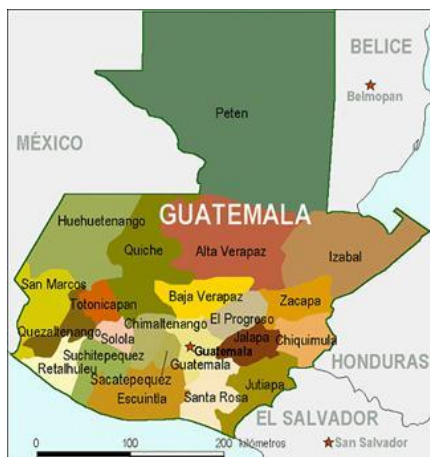 BELICE
Belmopan
Peten
MÉXICO
Huehuetenango
GUATEMALA
Quiche
Alta Verapaz
Izabal
San Marcos
Totonicapan
Baja Verapaz
Zacapa
Quezaltenango
Chimaltenango
El Progreso
Solola
Jalapa
Chiquimula
Guatemala
Suchitepequez
Guatemala
Retalhuleu
HONDURAS
Sacatepequez
Jutiapa
Escuintla
Santa Rosa
EL SALVADOR
0 100 200 kilómetros
San Salvador